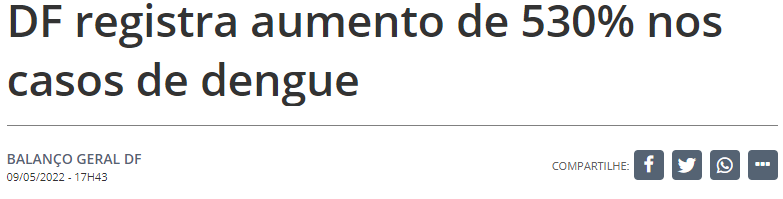 DF registra aumento de 530% nos
casos de dengue
BALANÇO GERAL DF
09/05/2022 - 17H43
COMPARTILHE: